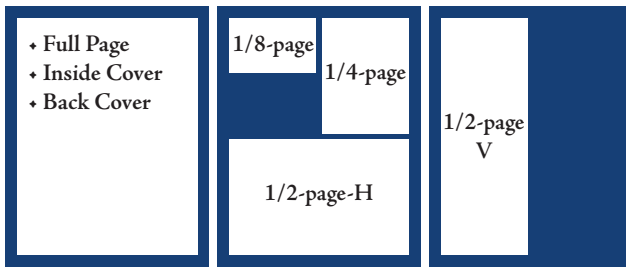 ✦ Full Page
✦ Inside Cover
✦ Back Cover
1/8-page
1/4-page
1/2-page-H
1/2-page
V